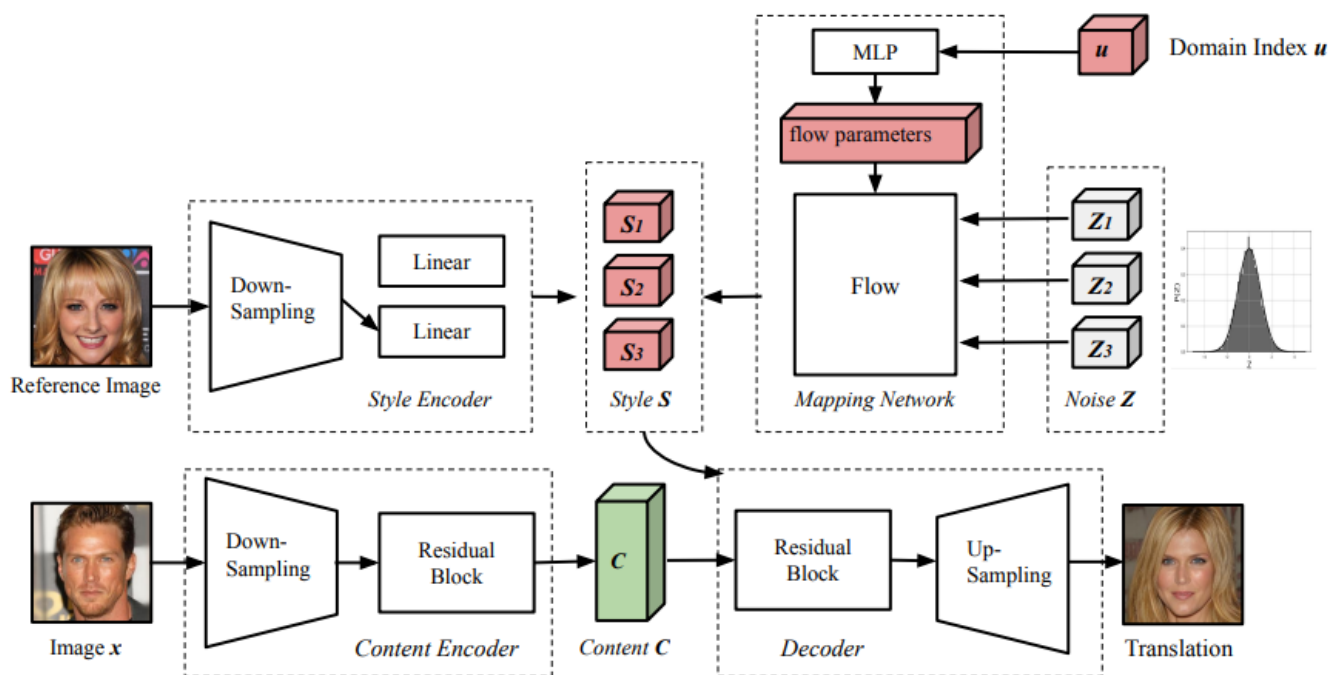 MLP
u
Domain Index u
flow parameters
S1
S2
S3
Z1
Z2
Z3
Down-
Sampling
Linear
Linear
Flow
Z
Reference Image
Style Encoder
Style S
Mapping Network
Noise Z
Down-
Sampling
Residual
Block
C
Residual
Block
Up-
Sampling
Image x
Content Encoder
Content C
Decoder
Translation